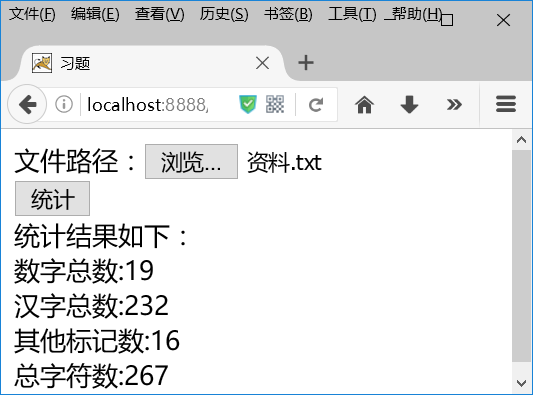 文件(F) 编辑(E) 查看(V) 历史(S) 书签(B) 工具(T) 帮助(H)
习题
localhost:8888/
文件路径： 浏览... 资料.txt
统计
统计结果如下：
数字总数:19
汉字总数:232
其他标记数:16
总字符数:267